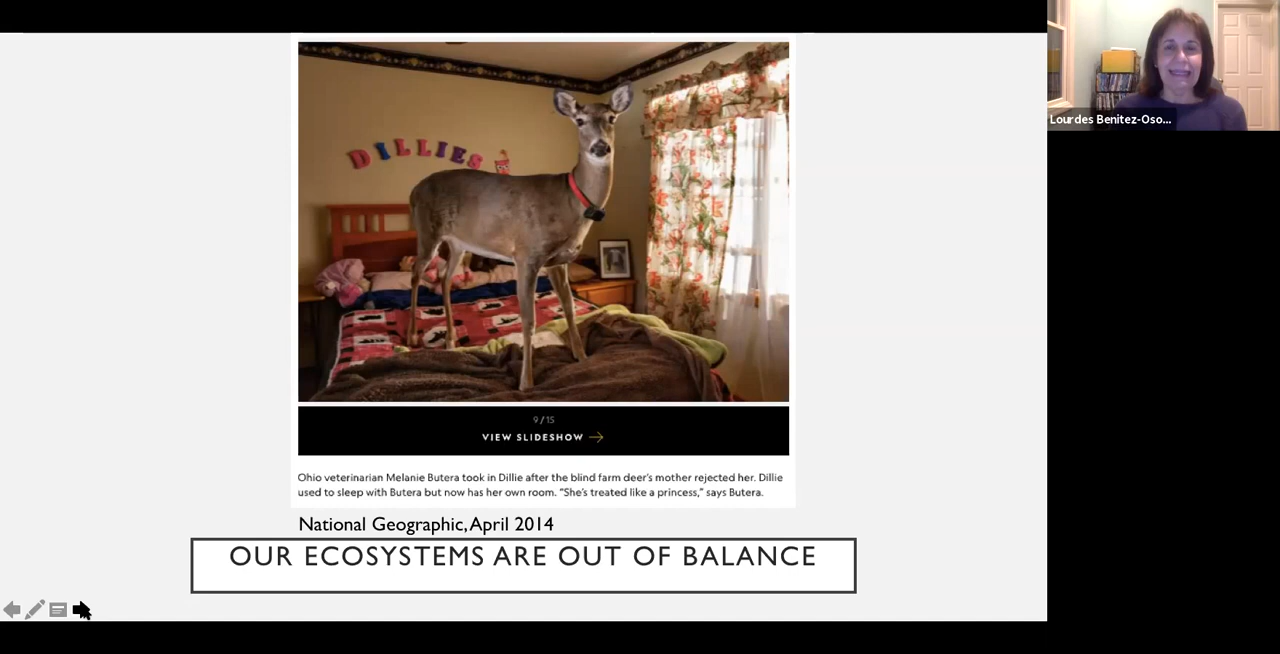 DILLIES
9/15
VIEW SLIDESHOW
Ohio veterinarian Melanie Butera took in Dillie after the blind farm deer's mother rejected her. Dillie
used to sleep with Butera but now has her own room. "She's treated like a princess," says Butera.
National Geographic, April 2014
OUR ECOSYSTEMS ARE OUT OF BALANCE
Lourdes Benitez-Oso...